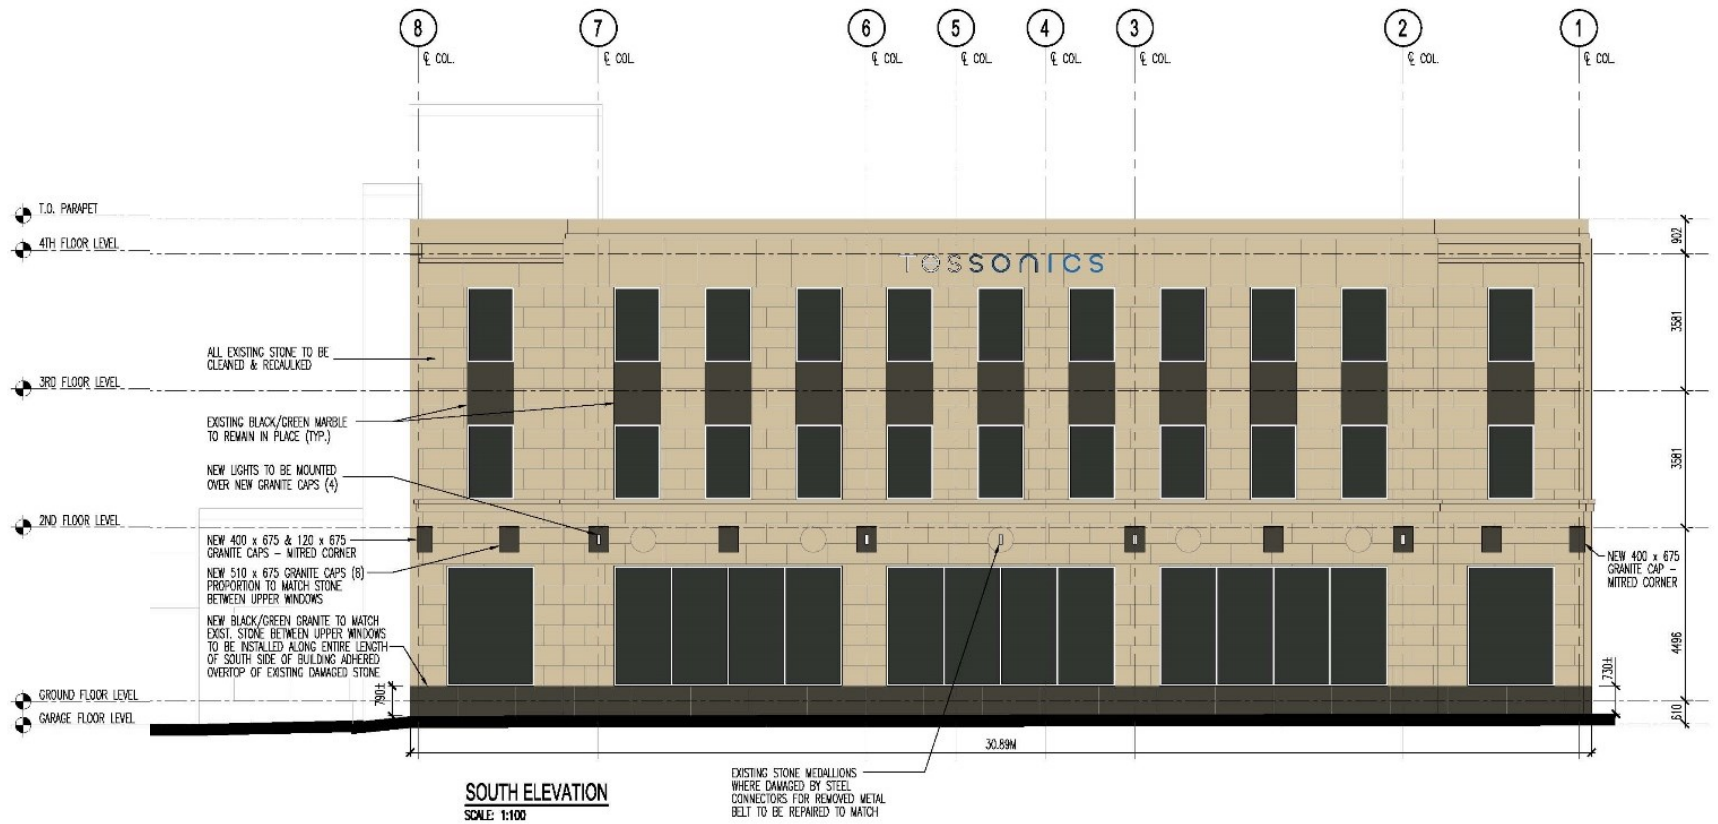 8 7 6 5 4 3 2 1
℄ COL. ℄ COL. ℄ COL. ℄ COL. ℄ COL. ℄ COL. ℄ COL. ℄ COL.
T.O. PARAPET
4TH FLOOR LEVEL
3RD FLOOR LEVEL
2ND FLOOR LEVEL
GROUND FLOOR LEVEL
GARAGE FLOOR LEVEL
TOSSONICS
ALL EXISTING STONE TO BE
CLEANED & RECAULKED
EXISTING BLACK/GREEN MARBLE
TO REMAIN IN PLACE (TYP.)
NEW LIGHTS TO BE MOUNTED
OVER NEW GRANITE CAPS (4)
NEW 400 x 675 & 120 x 675
GRANITE CAPS - MITRED CORNER
NEW 510 x 675 GRANITE CAPS (8)
PROPORTION TO MATCH STONE
BETWEEN UPPER WINDOWS
NEW BLACK/GREEN GRANITE TO MATCH
EXIST. STONE BETWEEN UPPER WINDOWS
TO BE INSTALLED ALONG ENTIRE LENGTH
OF SOUTH SIDE OF BUILDING ADHERED
OVERTOP OF EXISTING DAMAGED STONE
790±
902
3581
3581
4496
610
730±
NEW 400 x 675
GRANITE CAP -
MITRED CORNER
30.89M
EXISTING STONE MEDALLIONS
WHERE DAMAGED BY STEEL
CONNECTORS FOR REMOVED METAL
BELT TO BE REPAIRED TO MATCH
SOUTH ELEVATION
SCALE: 1:100